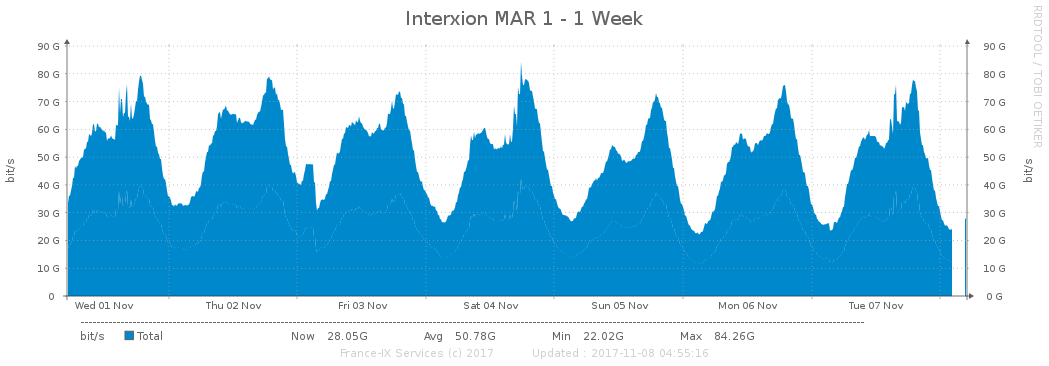 Interxion MAR 1 - 1 Week
RRDTOOL / TOBI OETIKER
bit/s
bit/s
90 G 90 G
80 G 80 G
70 G 70 G
60 G 60 G
50 G 50 G
40 G 40 G
30 G 30 G
20 G 20 G
10 G 10 G
0 0 G
Wed 01 Nov Thu 02 Nov Fri 03 Nov Sat 04 Nov Sun 05 Nov Mon 06 Nov Tue 07 Nov
bit/s Total Now 28.05G Avg 50.78G Min 22.02G Max 84.26G
France-IX Services (c) 2017 Updated : 2017-11-08 04:55:16